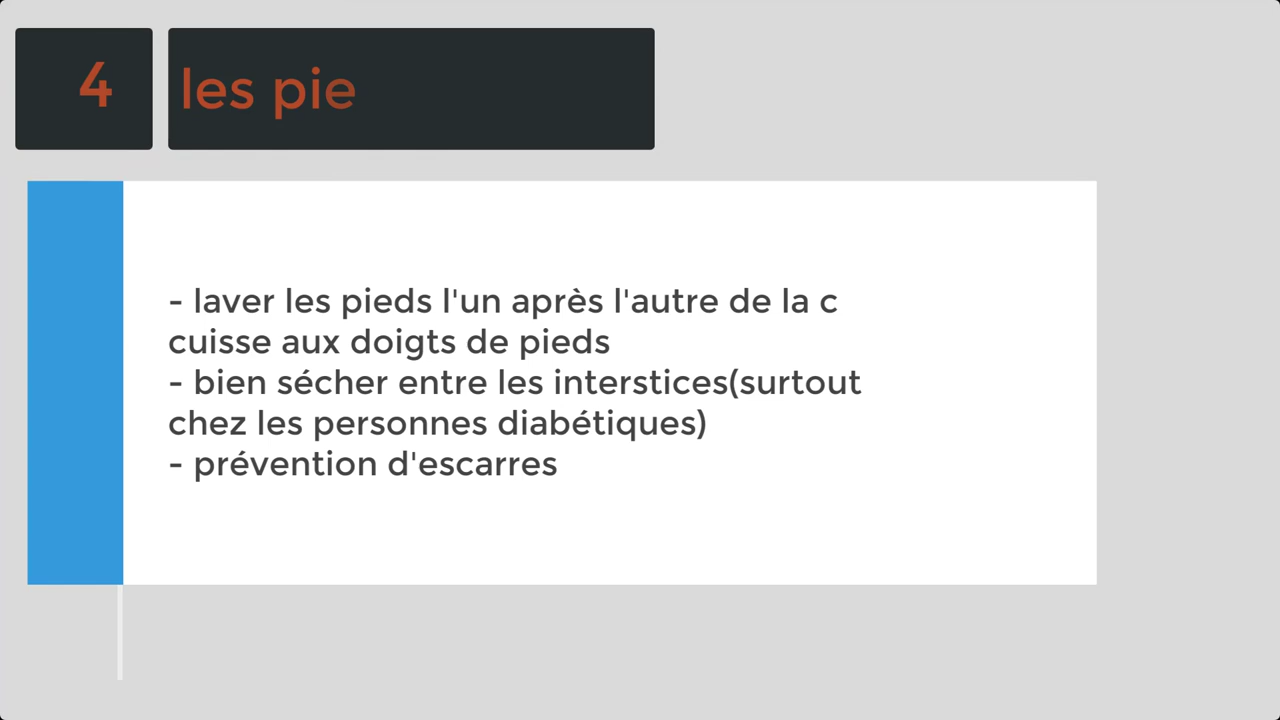 4
les pie
- laver les pieds l'un après l'autre de la c
cuisse aux doigts de pieds
- bien sécher entre les interstices(surtout
chez les personnes diabétiques)
- prévention d'escarres